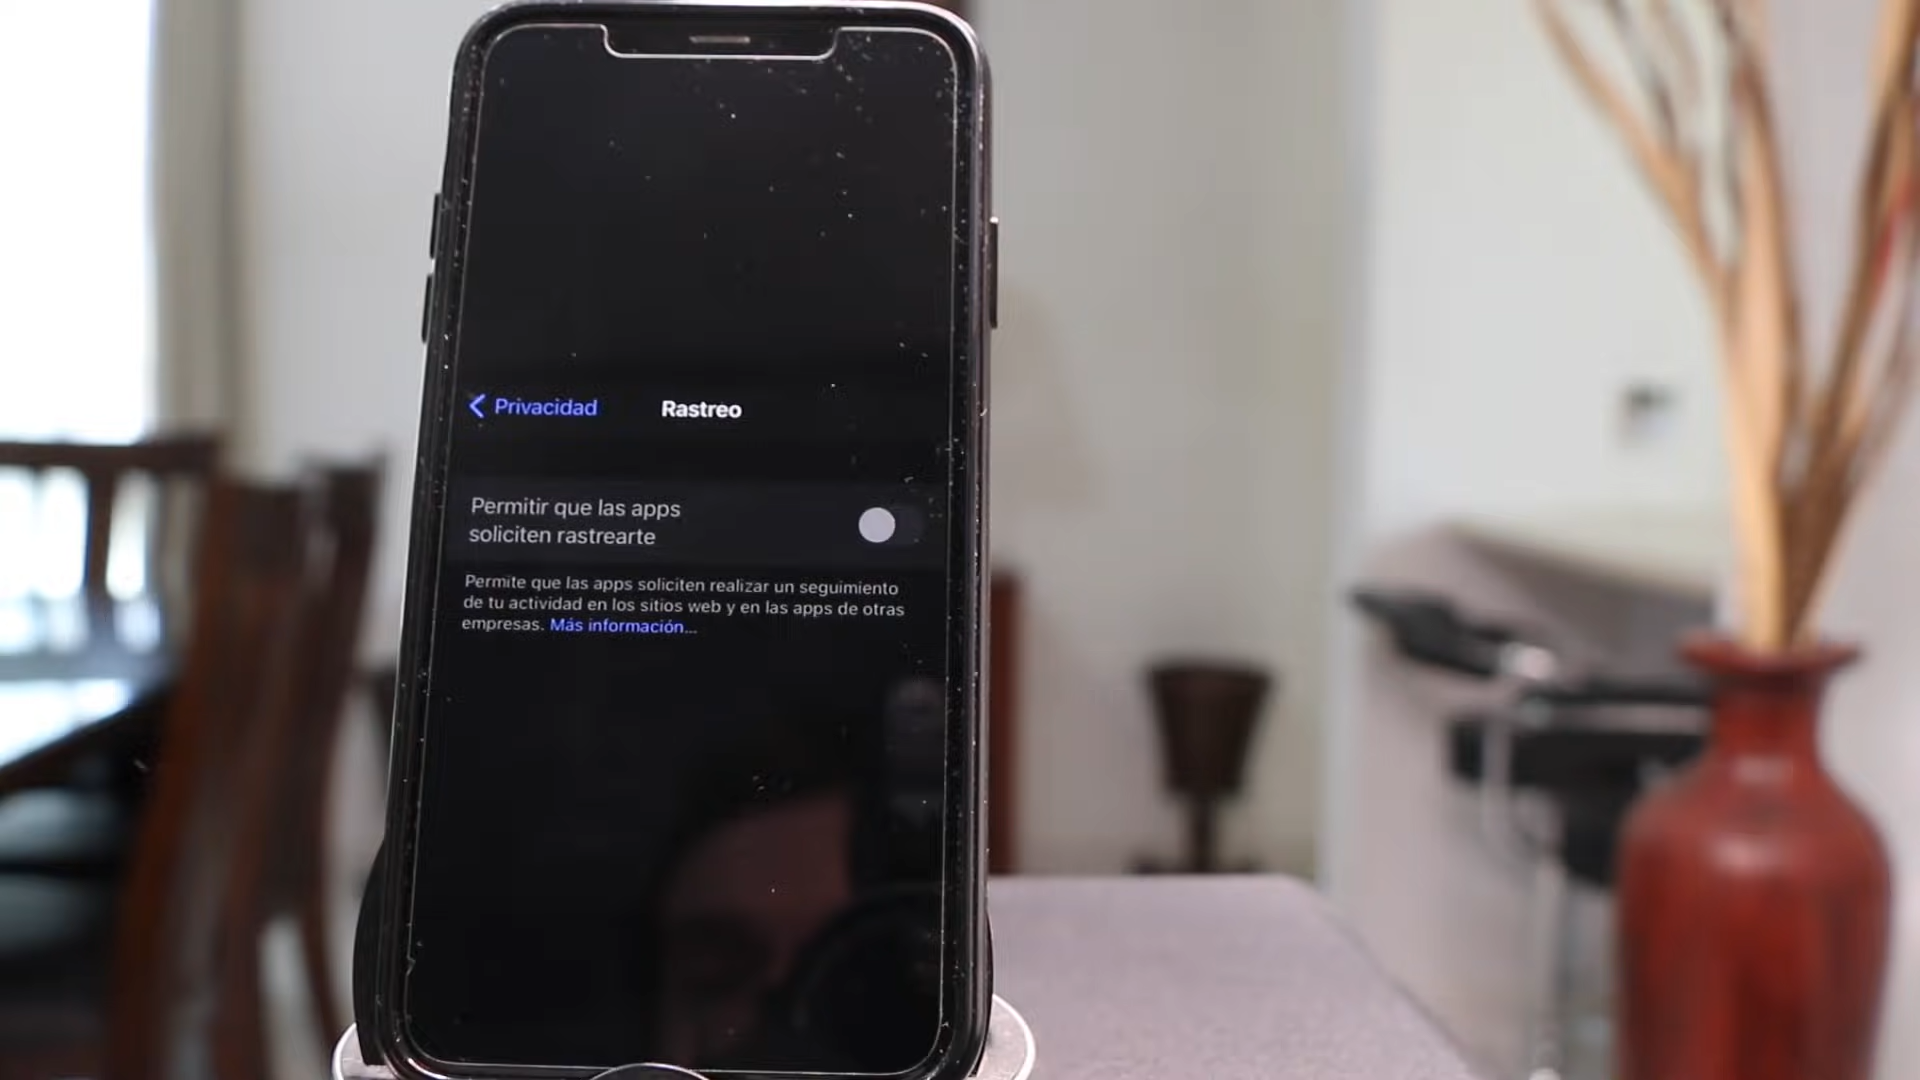 Privacidad
Rastreo
Permitir que las apps
soliciten rastrearte
Permite que las apps soliciten realizar un seguimiento
de tu actividad en los sitios web y en las apps de otras
empresas. Más información...